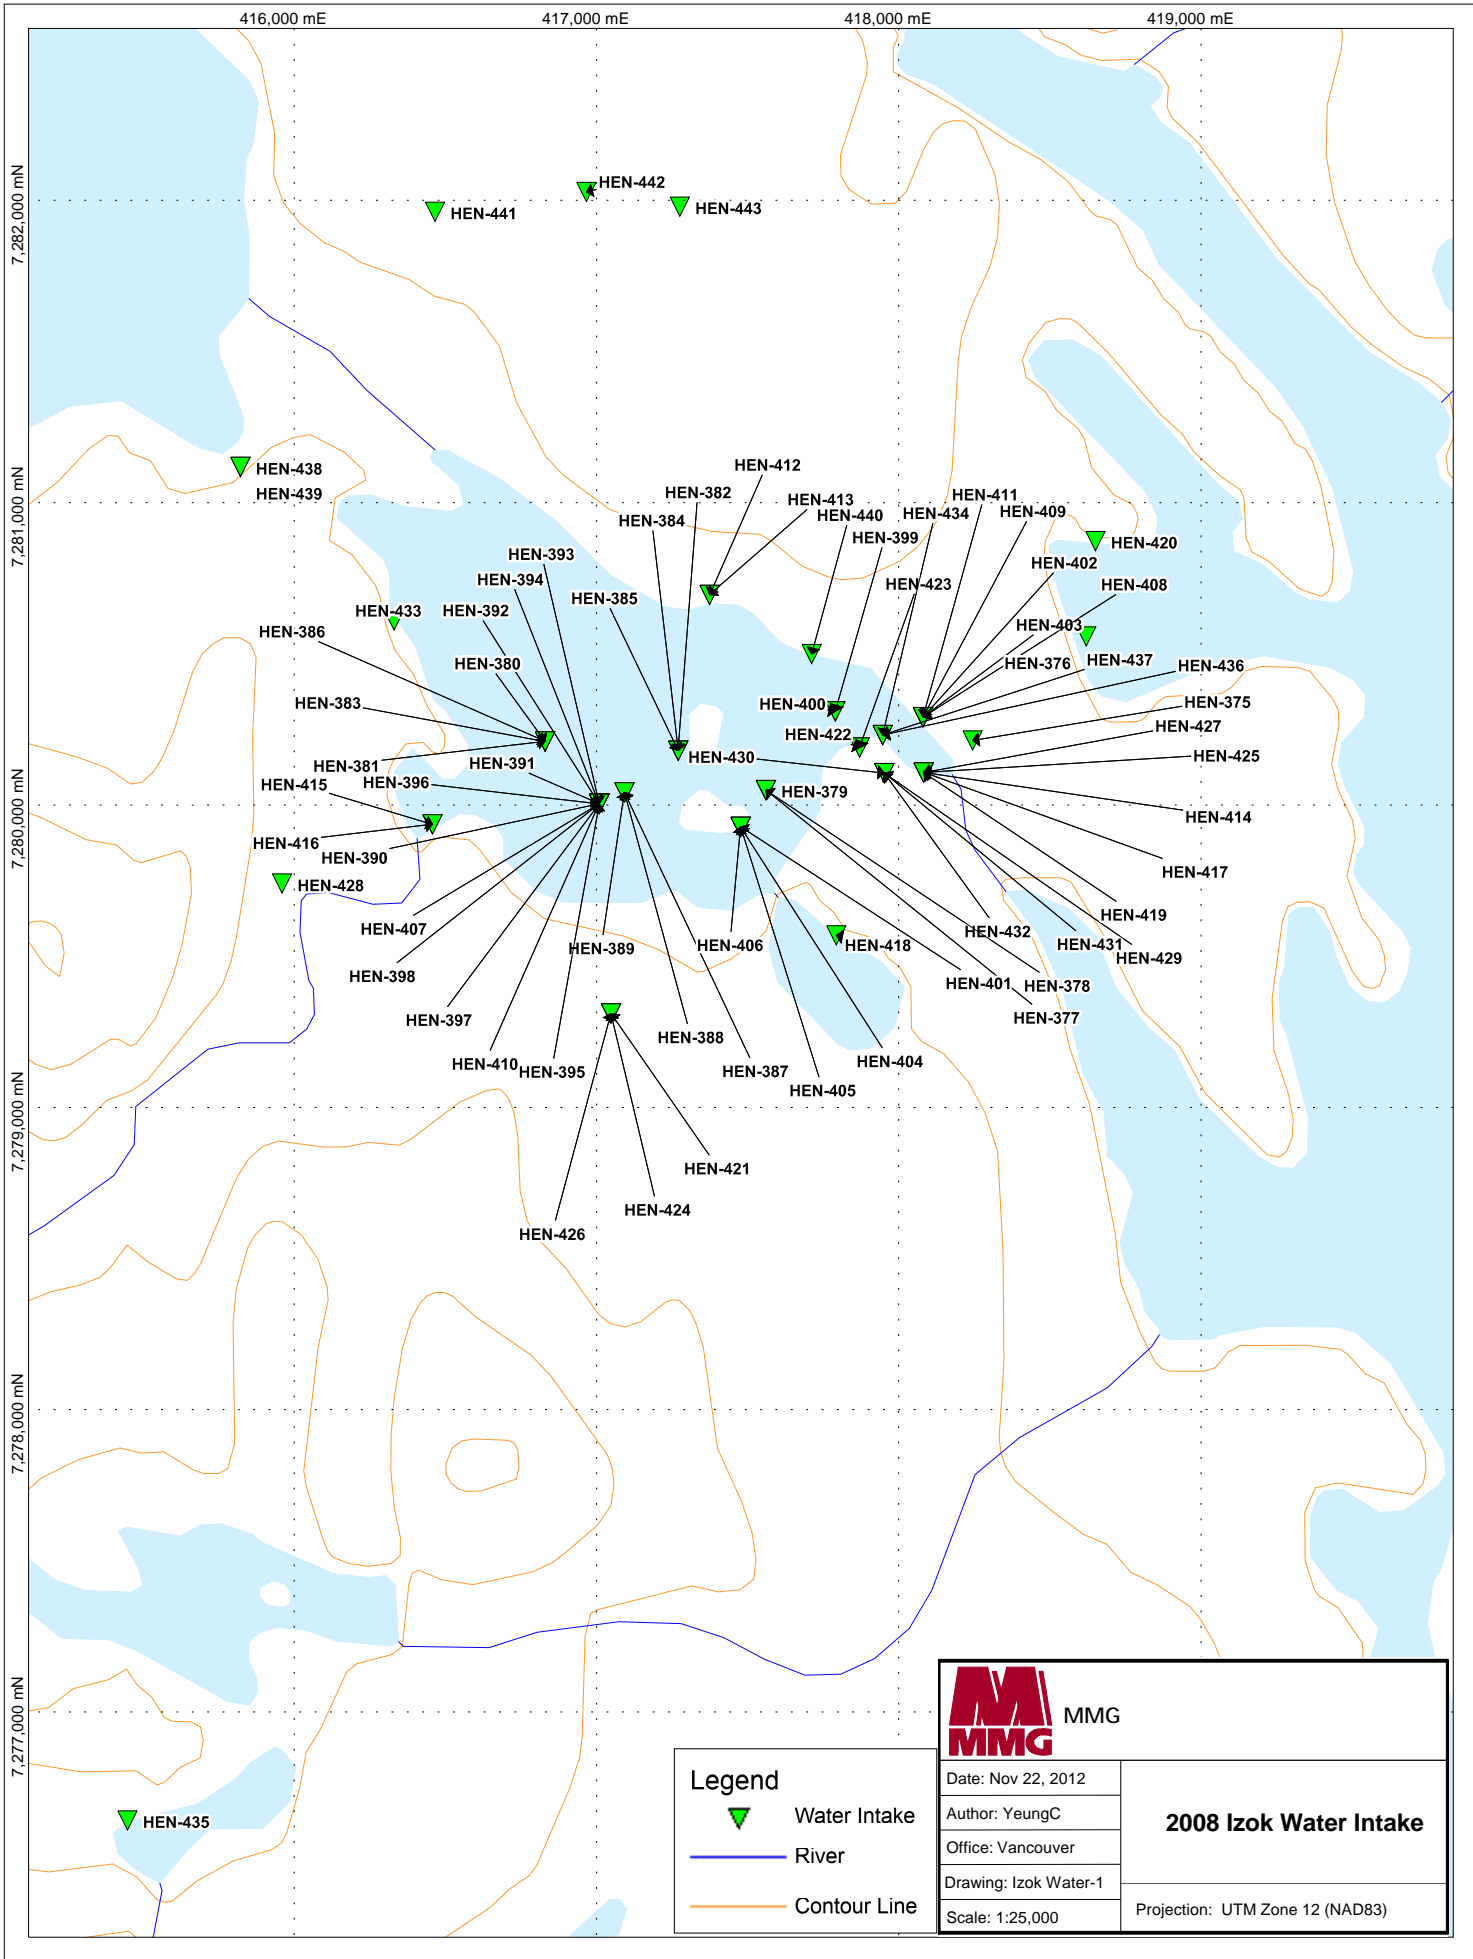 416,000 mE
417,000 mE
418,000 mE
419,000 mE
7,282,000 mN
7,281,000 mN
7,280,000 mN
7,279,000 mN
7,278,000 mN
7,277,000 mN
HEN-442
HEN-441
HEN-443
HEN-438
HEN-439
HEN-412
HEN-382
HEN-413
HEN-411
HEN-384
HEN-440
HEN-434
HEN-409
HEN-399
HEN-420
HEN-393
HEN-402
HEN-394
HEN-423
HEN-408
HEN-385
HEN-433
HEN-392
HEN-403
HEN-386
HEN-380
HEN-376
HEN-437
HEN-436
HEN-383
HEN-400
HEN-375
HEN-427
HEN-422
HEN-430
HEN-425
HEN-381
HEN-391
HEN-415
HEN-396
HEN-379
HEN-414
HEN-416
HEN-390
HEN-417
HEN-428
HEN-407
HEN-419
HEN-432
HEN-389
HEN-406
HEN-418
HEN-431
HEN-429
HEN-398
HEN-401
HEN-378
HEN-397
HEN-377
HEN-388
HEN-410
HEN-395
HEN-387
HEN-404
HEN-405
HEN-421
HEN-424
HEN-426
HEN-435
Legend
Water Intake
River
Contour Line
MMG
MMG
Date: Nov 22, 2012
Author: YeungC
Office: Vancouver
Drawing: Izok Water-1
Scale: 1:25,000
2008 Izok Water Intake
Projection: UTM Zone 12 (NAD83)